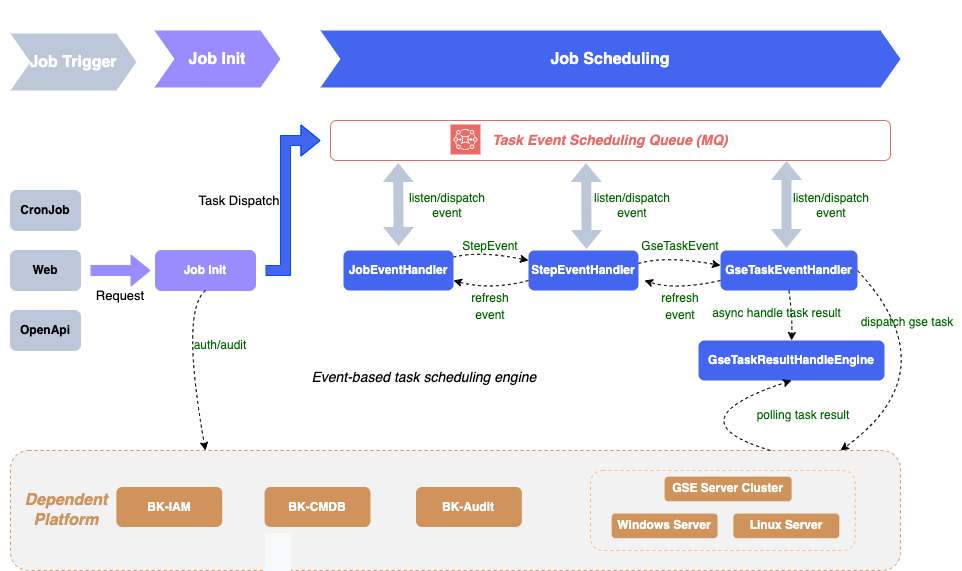 Job Trigger
Job Init
Job Scheduling
Task Event Scheduling Queue (MQ)
Task Dispatch
listen/dispatch
event
listen/dispatch
event
listen/dispatch
event
CronJob
Web
OpenApi
Request
Job Init
JobEventHandler
StepEvent
refresh
event
StepEventHandler
GseTaskEvent
refresh
event
GseTaskEventHandler
async handle task result
dispatch gse task
GseTaskResultHandleEngine
auth/audit
Event-based task scheduling engine
polling task result
Dependent
Platform
BK-IAM
BK-CMDB
BK-Audit
GSE Server Cluster
Windows Server
Linux Server